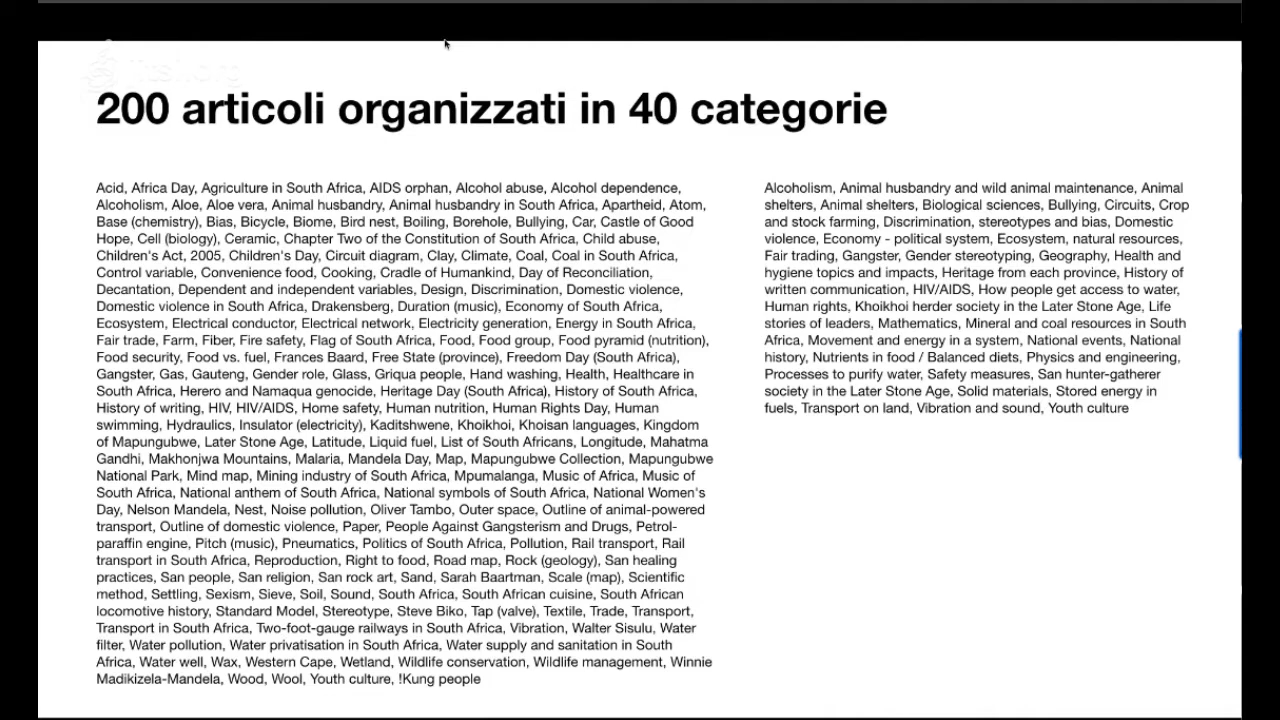 200 articoli organizzati in 40 categorie
Acid, Africa Day, Agriculture in South Africa, AIDS orphan, Alcohol abuse, Alcohol dependence,
Alcoholism, Aloe, Aloe vera, Animal husbandry, Animal husbandry in South Africa, Apartheid, Atom,
Base (chemistry), Bias, Bicycle, Biome, Bird nest, Boiling, Borehole, Bullying, Car, Castle of Good
Hope, Cell (biology), Ceramic, Chapter Two of the Constitution of South Africa, Child abuse,
Children's Act, 2005, Children's Day, Circuit diagram, Clay, Climate, Coal, Coal in South Africa,
Control variable, Convenience food, Cooking, Cradle of Humankind, Day of Reconciliation,
Decantation, Dependent and independent variables, Design, Discrimination, Domestic violence,
Domestic violence in South Africa, Drakensberg, Duration (music), Economy of South Africa,
Ecosystem, Electrical conductor, Electrical network, Electricity generation, Energy in South Africa,
Fair trade, Farm, Fiber, Fire safety, Flag of South Africa, Food, Food group, Food pyramid (nutrition),
Food security, Food vs. fuel, Frances Baard, Free State (province), Freedom Day (South Africa),
Gangster, Gas, Gauteng, Gender role, Glass, Griqua people, Hand washing, Health, Healthcare in
South Africa, Herero and Namaqua genocide, Heritage Day (South Africa), History of South Africa,
History of writing, HIV, HIV/AIDS, Home safety, Human nutrition, Human Rights Day, Human
swimming, Hydraulics, Insulator (electricity), Kaditshwene, Khoikhoi, Khoisan languages, Kingdom
of Mapungubwe, Later Stone Age, Latitude, Liquid fuel, List of South Africans, Longitude, Mahatma
Gandhi, Makhonjwa Mountains, Malaria, Mandela Day, Map, Mapungubwe Collection, Mapungubwe
National Park, Mind map, Mining industry of South Africa, Mpumalanga, Music of Africa, Music of
South Africa, National anthem of South Africa, National symbols of South Africa, National Women's
Day, Nelson Mandela, Nest, Noise pollution, Oliver Tambo, Outer space, Outline of animal-powered
transport, Outline of domestic violence, Paper, People Against Gangsterism and Drugs, Petrol-
paraffin engine, Pitch (music), Pneumatics, Politics of South Africa, Pollution, Rail transport, Rail
transport in South Africa, Reproduction, Right to food, Road map, Rock (geology), San healing
practices, San people, San religion, San rock art, Sand, Sarah Baartman, Scale (map), Scientific
method, Settling, Sexism, Sieve, Soil, Sound, South Africa, South African cuisine, South African
locomotive history, Standard Model, Stereotype, Steve Biko, Tap (valve), Textile, Trade, Transport,
Transport in South Africa, Two-foot-gauge railways in South Africa, Vibration, Walter Sisulu, Water
filter, Water pollution, Water privatisation in South Africa, Water supply and sanitation in South
Africa, Water well, Wax, Western Cape, Wetland, Wildlife conservation, Wildlife management, Winnie
Madikizela-Mandela, Wood, Wool, Youth culture, !Kung people
Alcoholism, Animal husbandry and wild animal maintenance, Animal
shelters, Animal shelters, Biological sciences, Bullying, Circuits, Crop
and stock farming, Discrimination, stereotypes and bias, Domestic
violence, Economy - political system, Ecosystem, natural resources,
Fair trading, Gangster, Gender stereotyping, Geography, Health and
hygiene topics and impacts, Heritage from each province, History of
written communication, HIV/AIDS, How people get access to water,
Human rights, Khoikhoi herder society in the Later Stone Age, Life
stories of leaders, Mathematics, Mineral and coal resources in South
Africa, Movement and energy in a system, National events, National
history, Nutrients in food / Balanced diets, Physics and engineering,
Processes to purify water, Safety measures, San hunter-gatherer
society in the Later Stone Age, Solid materials, Stored energy in
fuels, Transport on land, Vibration and sound, Youth culture